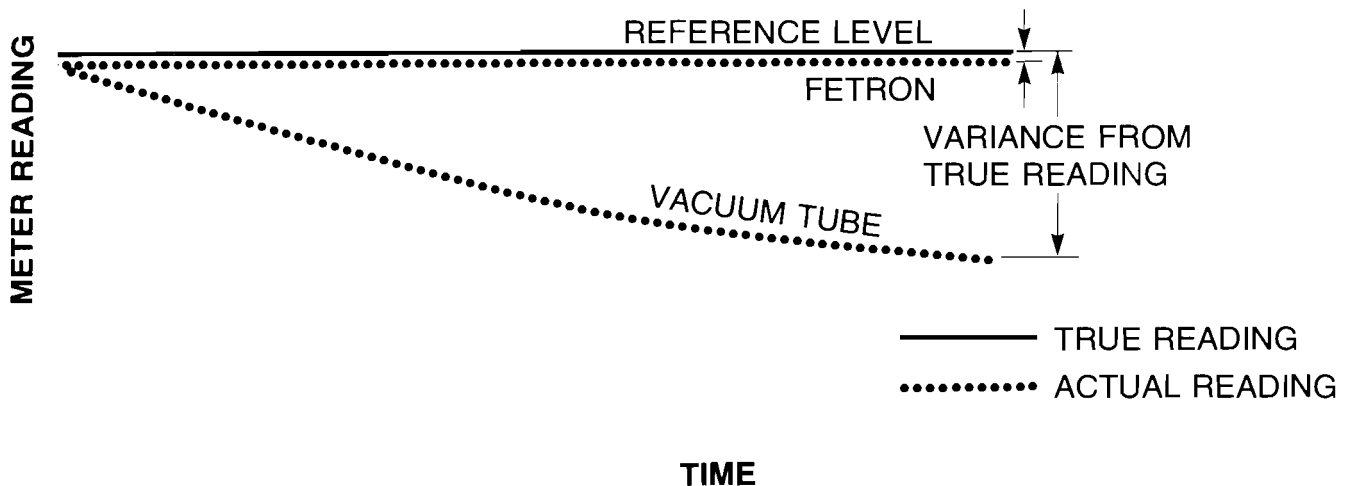 REFERENCE LEVEL
FETRON
VARIANCE FROM
TRUE READING
VACUUM TUBE
METER READING
TRUE READING
ACTUAL READING
TIME